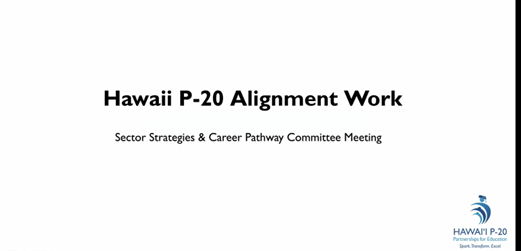 Hawaii P-20 Alignment Work
Sector Strategies & Career Pathway Committee Meeting
HAWAI'I P-20
Partnerships for Education
Spark. Transform. Excel.